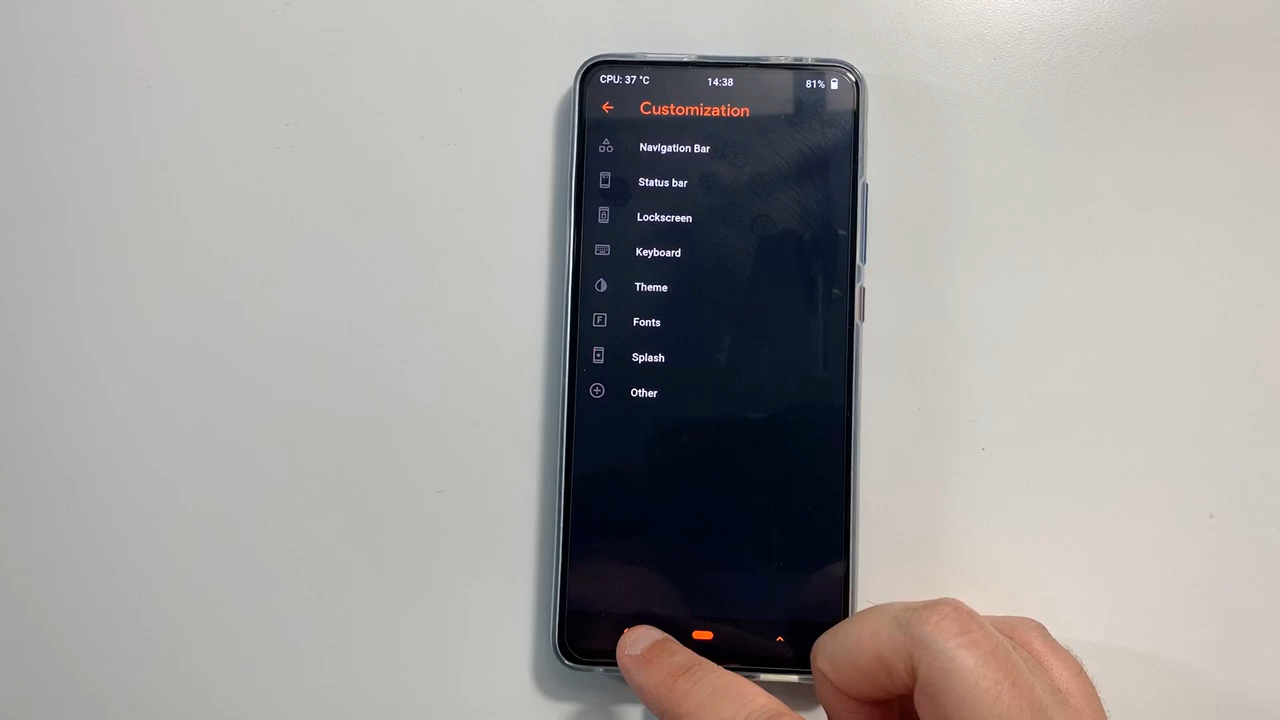 CPU: 37 °C 14:38 81%
Customization
Navigation Bar
Status bar
Lockscreen
Keyboard
Theme
F Fonts
Splash
Other